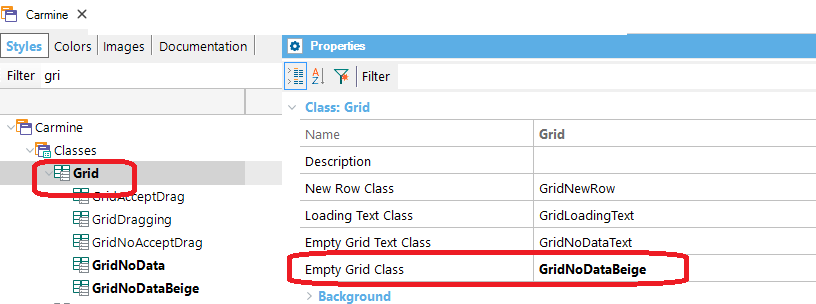 Carmine
Styles Colors Images Documentation
Filter gri
Carmine
Classes
Grid
GridAcceptDrag
GridDragging
GridNoAcceptDrag
GridNoData
GridNoDataBeige
Properties
Filter
Class: Grid
Name Grid
Description
New Row Class GridNewRow
Loading Text Class GridLoadingText
Empty Grid Text Class GridNoDataText
Empty Grid Class GridNoDataBeige
Background